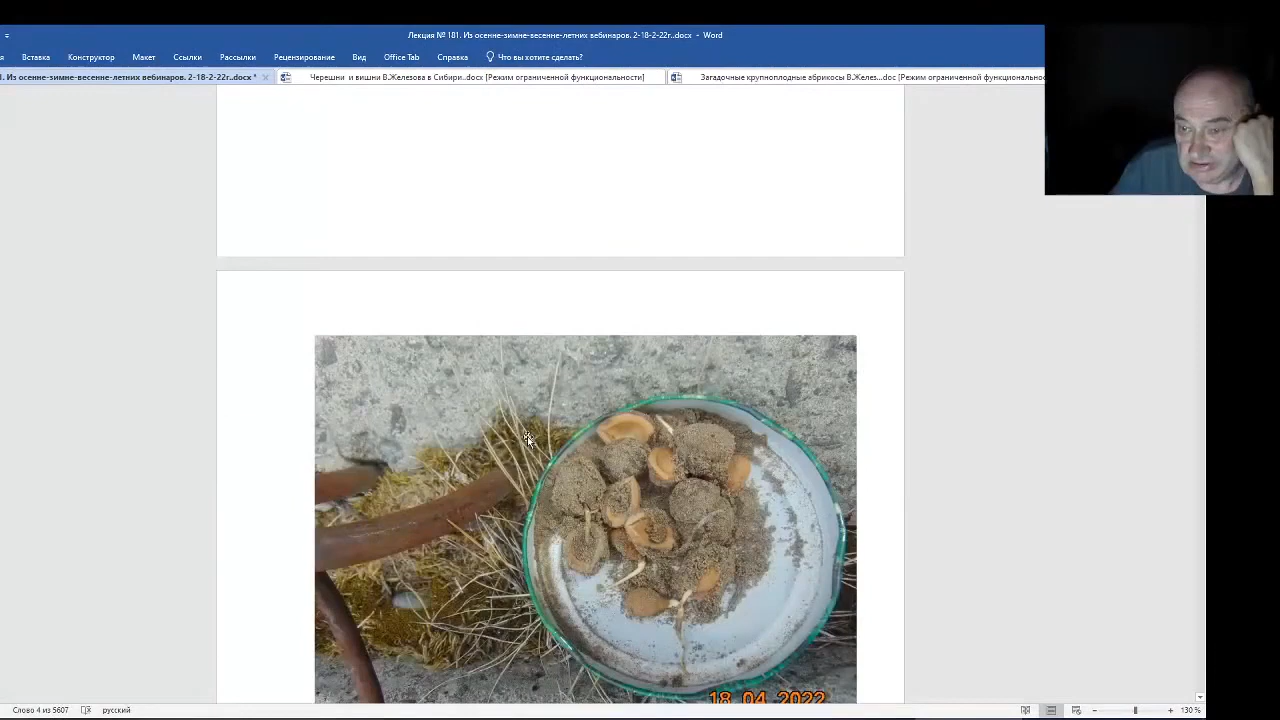 Лекция № 181. Из осенне-зимне-весенне-летних вебинаров. 2-18-2-22г..docx - Word
Вставка Конструктор Макет Ссылки Рассылки Рецензирование Вид Office Tab Справка Что вы хотите сделать?
1. Из осенне-зимне-весенне-летних вебинаров. 2-18-2-22г..docx * Черешни и вишни В.Железова в Сибири..docx [Режим ограниченной функциональности] Загадочные крупноплодные абрикосы В.Желез...doc [Режим ограниченной функциональнос
18 04 2022
Слово 4 из 5607 русский 130 %